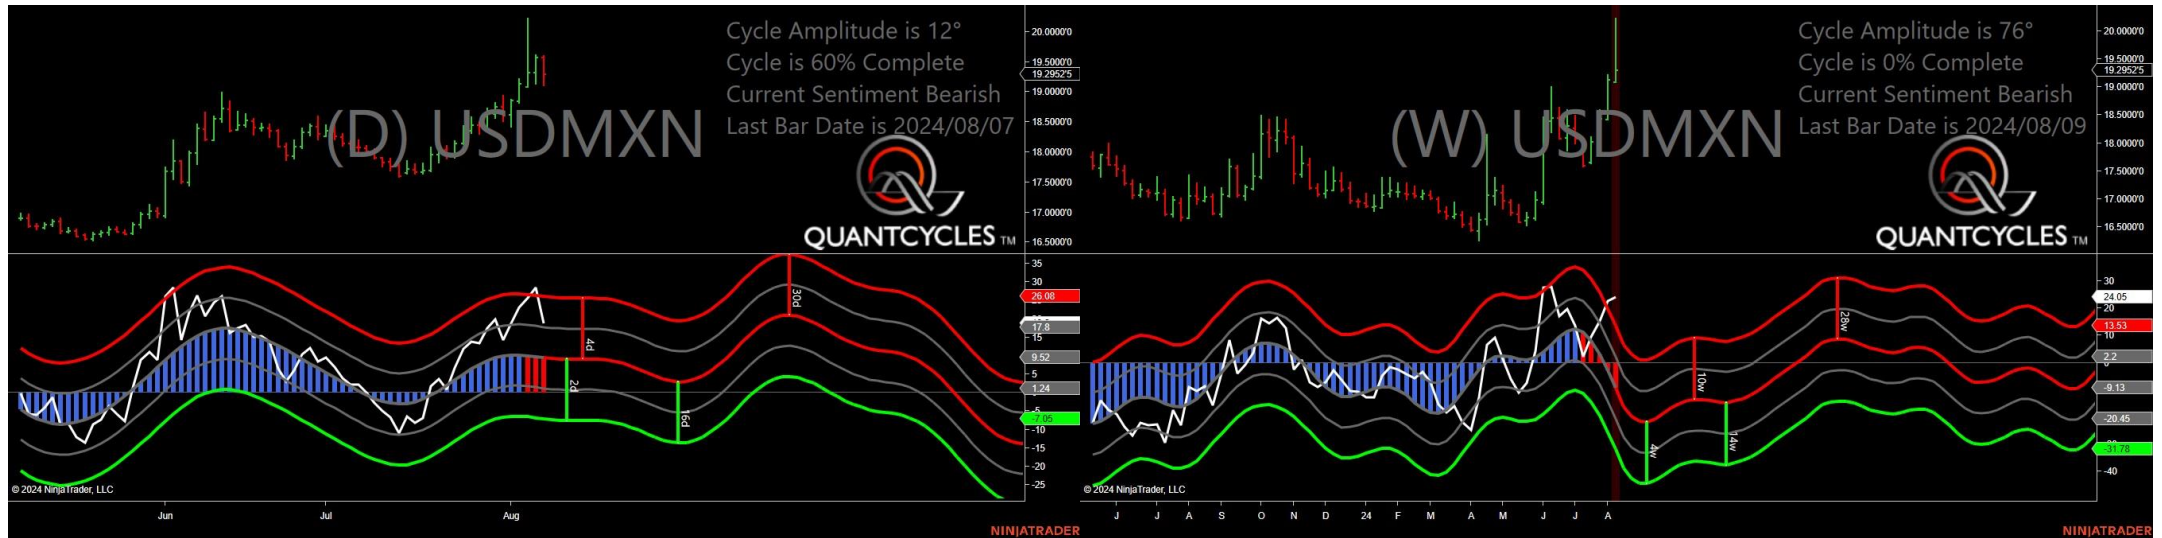 Cycle Amplitude is 12°
Cycle is 60% Complete
Current Sentiment Bearish
Last Bar Date is 2024/08/07
(D) USDMXN
QUANTCYCLES TM
20.0000'0
19.5000'0
19.2952'5
19.0000'0
18.5000'0
18.0000'0
17.5000'0
17.0000'0
16.5000'0
35
30
26.08
17.8
15
9.52
5
1.24
-5
-7.05
-10
-15
-20
-25
4d
2d
16d
30d
© 2024 NinjaTrader, LLC
Jun
Jul
Aug
NINJATRADER
Cycle Amplitude is 76°
Cycle is 0% Complete
Current Sentiment Bearish
Last Bar Date is 2024/08/09
(W) USDMXN
QUANTCYCLES TM
20.0000'0
19.5000'0
19.2952'5
19.0000'0
18.5000'0
18.0000'0
17.5000'0
17.0000'0
16.5000'0
30
24.05
20
13.53
10
2.2
0
-9.13
-20.45
-31.78
-40
4w
10w
14w
28w
© 2024 NinjaTrader, LLC
J
J
A
S
O
N
D
24
F
M
A
M
J
J
A
NINJATRADER